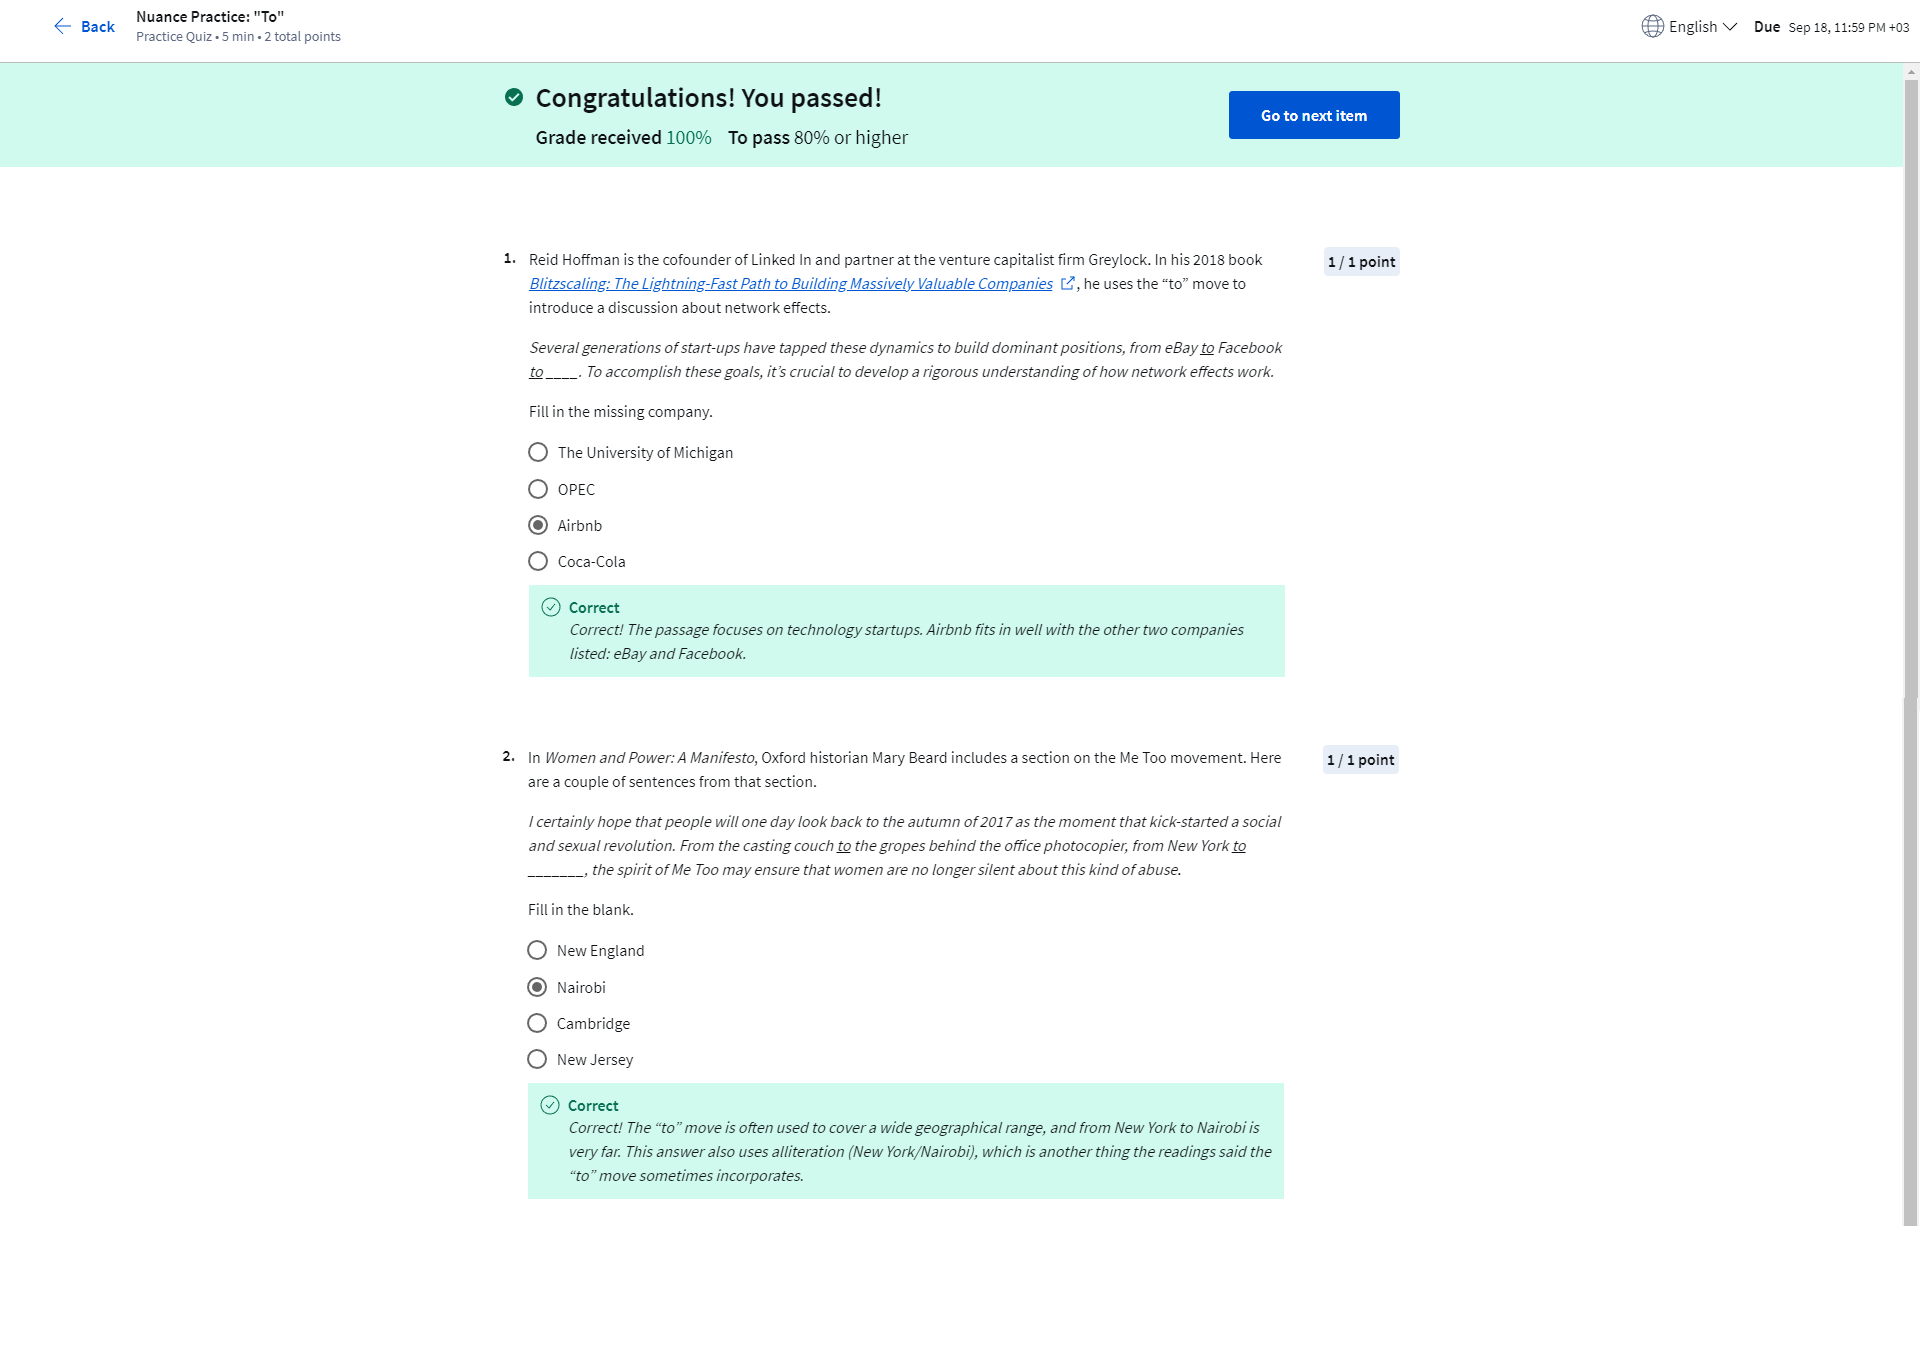 Back
Nuance Practice: "To"
Practice Quiz • 5 min • 2 total points
English
Due Sep 18, 11:59 PM +03
Congratulations! You passed!
Grade received 100% To pass 80% or higher
Go to next item
1. Reid Hoffman is the cofounder of Linked In and partner at the venture capitalist firm Greylock. In his 2018 book
Blitzscaling: The Lightning-Fast Path to Building Massively Valuable Companies , he uses the “to” move to
introduce a discussion about network effects.
1 / 1 point
Several generations of start-ups have tapped these dynamics to build dominant positions, from eBay to Facebook
to ____. To accomplish these goals, it’s crucial to develop a rigorous understanding of how network effects work.
Fill in the missing company.
The University of Michigan
OPEC
Airbnb
Coca-Cola
Correct
Correct! The passage focuses on technology startups. Airbnb fits in well with the other two companies
listed: eBay and Facebook.
2. In Women and Power: A Manifesto, Oxford historian Mary Beard includes a section on the Me Too movement. Here
are a couple of sentences from that section.
1 / 1 point
I certainly hope that people will one day look back to the autumn of 2017 as the moment that kick-started a social
and sexual revolution. From the casting couch to the gropes behind the office photocopier, from New York to
_______, the spirit of Me Too may ensure that women are no longer silent about this kind of abuse.
Fill in the blank.
New England
Nairobi
Cambridge
New Jersey
Correct
Correct! The “to” move is often used to cover a wide geographical range, and from New York to Nairobi is
very far. This answer also uses alliteration (New York/Nairobi), which is another thing the readings said the
“to” move sometimes incorporates.